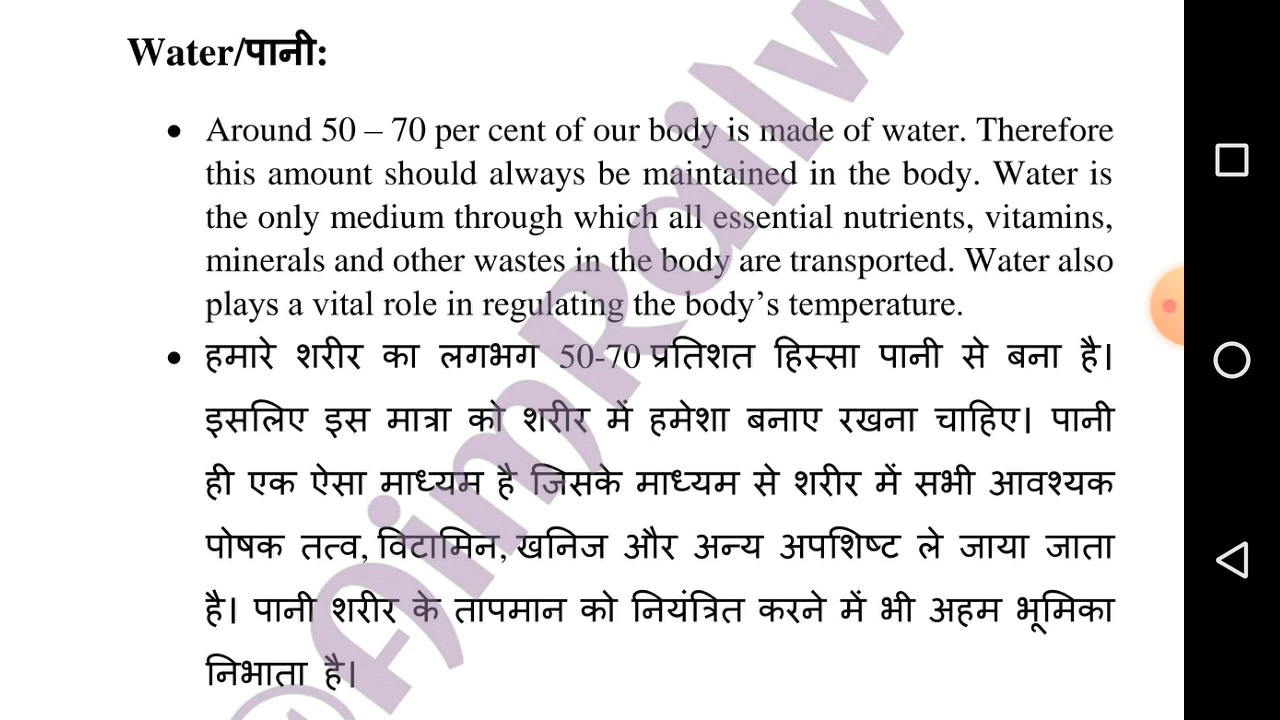 Water/पानी:
Around 50 – 70 per cent of our body is made of water. Therefore
this amount should always be maintained in the body. Water is
the only medium through which all essential nutrients, vitamins,
minerals and other wastes in the body are transported. Water also
plays a vital role in regulating the body’s temperature.
हमारे शरीर का लगभग 50-70 प्रतिशत हिस्सा पानी से बना है।
इसलिए इस मात्रा को शरीर में हमेशा बनाए रखना चाहिए। पानी
ही एक ऐसा माध्यम है जिसके माध्यम से शरीर में सभी आवश्यक
पोषक तत्व, विटामिन, खनिज और अन्य अपशिष्ट ले जाया जाता
है। पानी शरीर के तापमान को नियंत्रित करने में भी अहम भूमिका
निभाता है।
@AimRailw